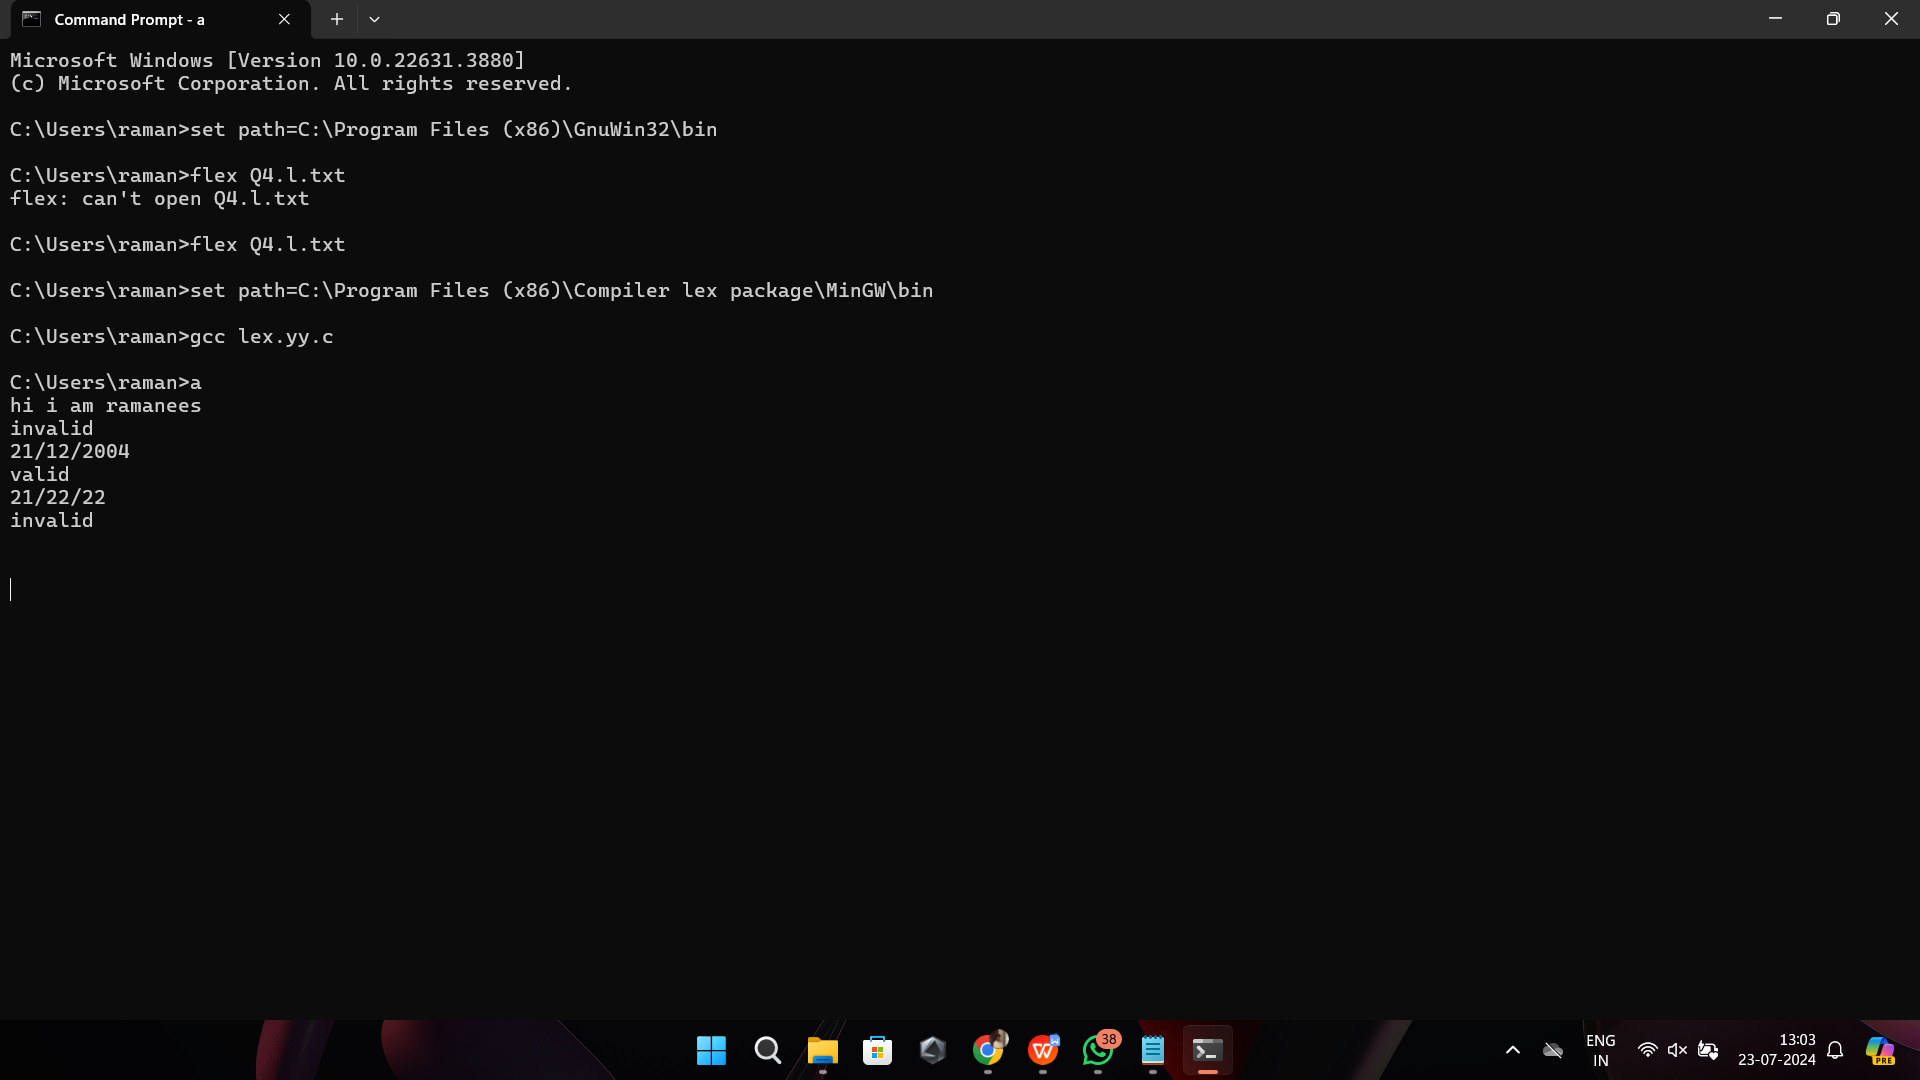 Command Prompt - a
Microsoft Windows [Version 10.0.22631.3880]
(c) Microsoft Corporation. All rights reserved.
C:\Users\raman>set path=C:\Program Files (x86)\GnuWin32\bin
C:\Users\raman>flex Q4.l.txt
flex: can't open Q4.l.txt
C:\Users\raman>flex Q4.l.txt
C:\Users\raman>set path=C:\Program Files (x86)\Compiler lex package\MinGW\bin
C:\Users\raman>gcc lex.yy.c
C:\Users\raman>a
hi i am ramanees
invalid
21/12/2004
valid
21/22/22
invalid
38
ENG
IN
13:03
23-07-2024
PRE